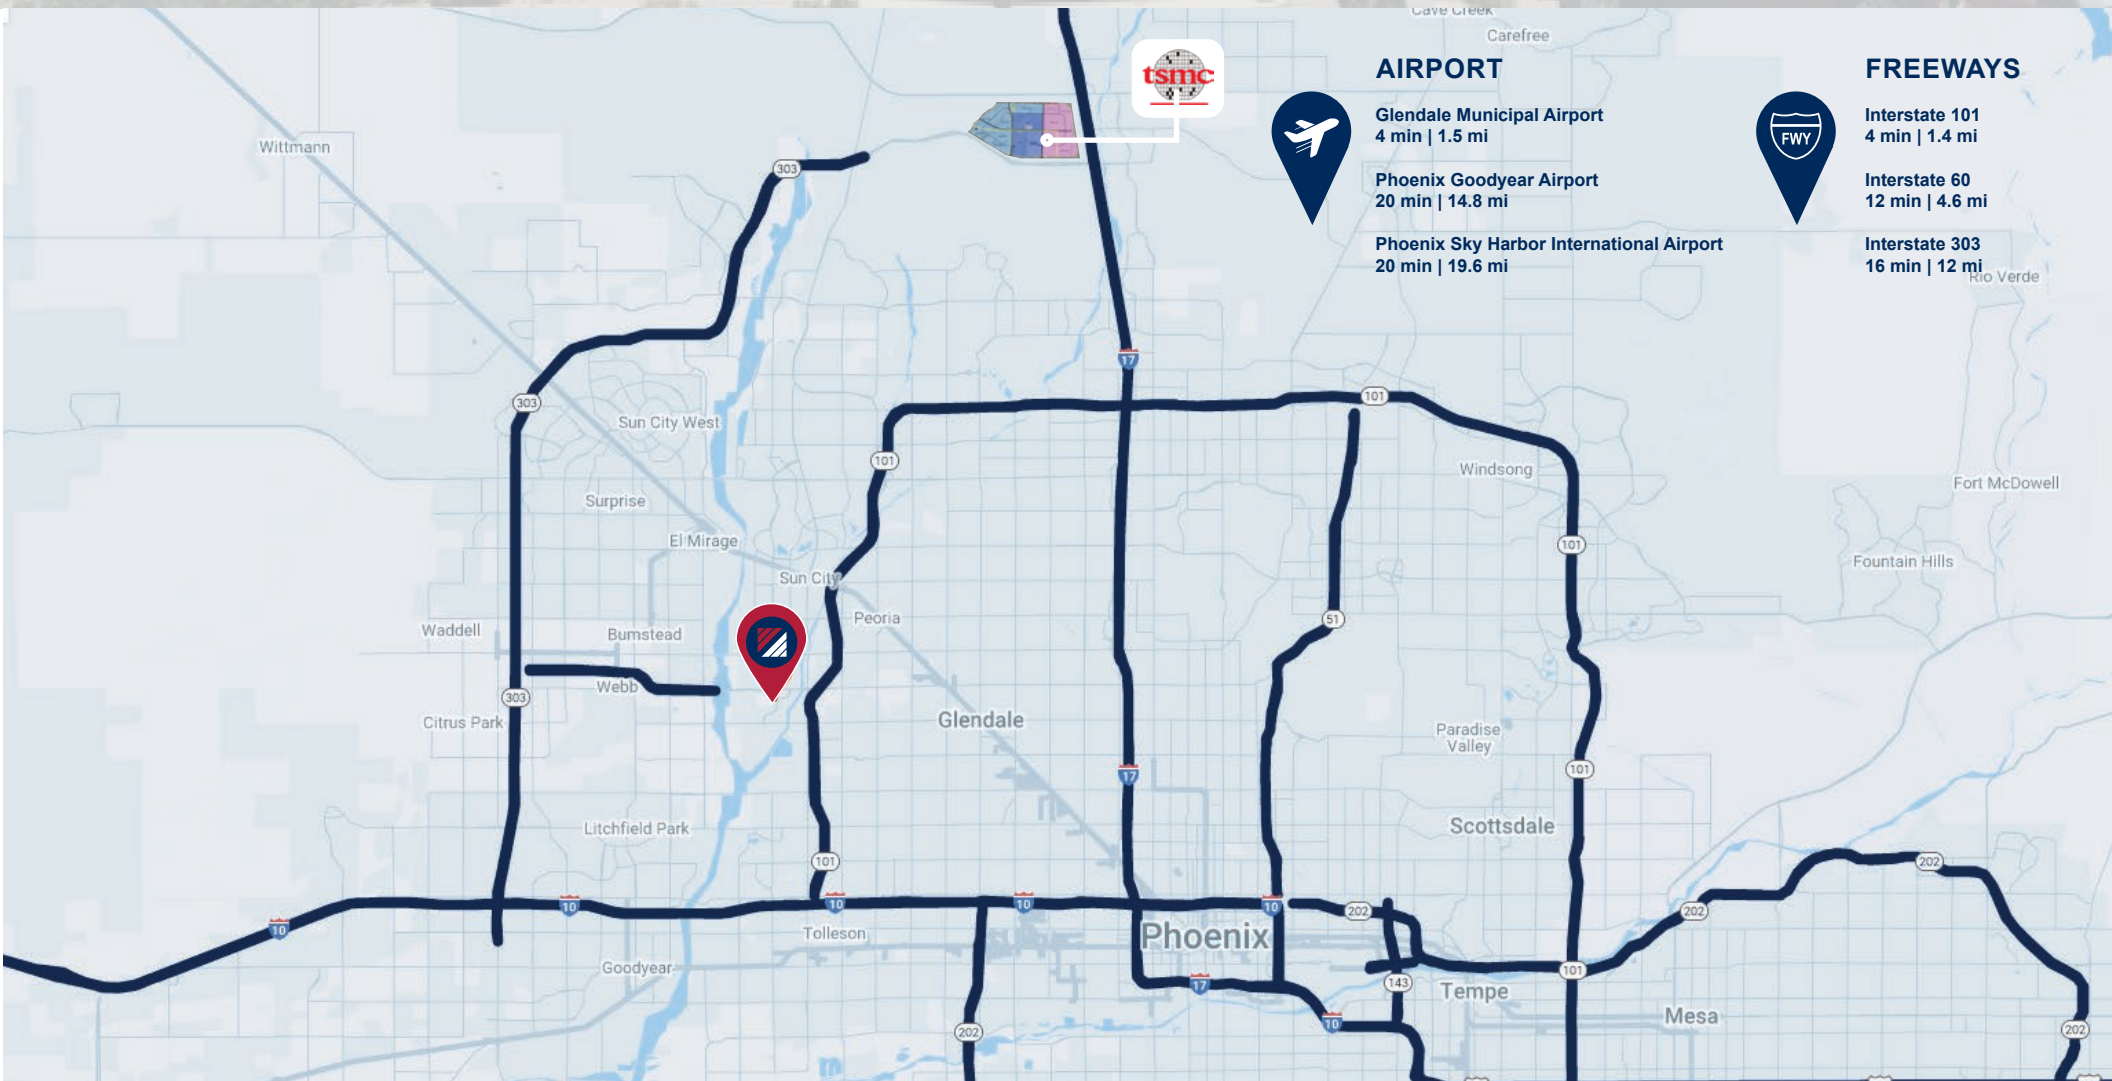 Cave Creek
Carefree
tsmc
AIRPORT
Glendale Municipal Airport
4 min | 1.5 mi
Phoenix Goodyear Airport
20 min | 14.8 mi
Phoenix Sky Harbor International Airport
20 min | 19.6 mi
FREEWAYS
FWY
Interstate 101
4 min | 1.4 mi
Interstate 60
12 min | 4.6 mi
Interstate 303
16 min | 12 mi
Rio Verde
Wittmann
303
17
303
101
Sun City West
101
Windsong
Fort McDowell
Surprise
El Mirage
101
Fountain Hills
Sun City
Peoria
51
Waddell
Bumstead
Webb
303
Citrus Park
Glendale
Paradise
Valley
17
101
Litchfield Park
Scottsdale
101
202
10
10
10
10
10
202
202
Tolleson
Phoenix
Goodyear
101
17
143
Tempe
10
Mesa
202
202